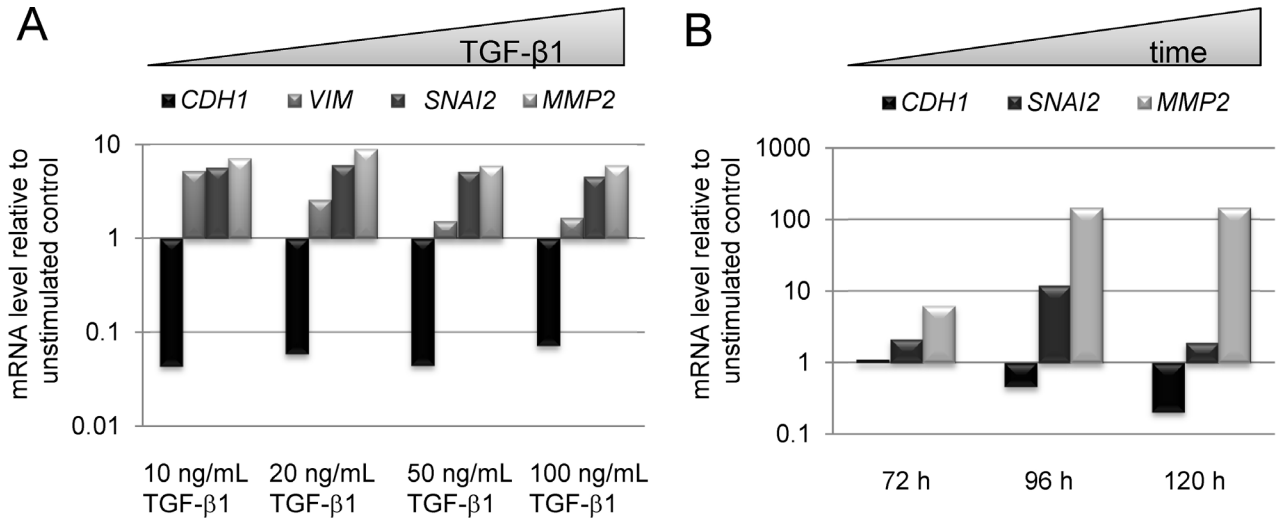 A
TGF-β1
CDH1 VIM SNAI2 MMP2
mRNA level relative to
unstimulated control
10
1
0.1
0.01
10 ng/mL 20 ng/mL 50 ng/mL 100 ng/mL
TGF-β1 TGF-β1 TGF-β1 TGF-β1
B
time
CDH1 SNAI2 MMP2
mRNA level relative to
unstimulated control
1000
100
10
1
0.1
72 h 96 h 120 h